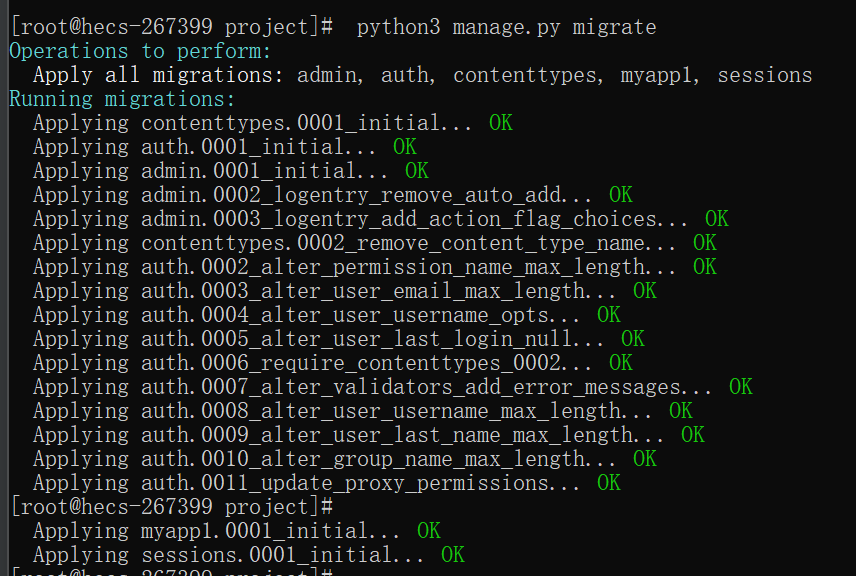 [root@hecs-267399 project]#  python3 manage.py migrate
Operations to perform:
  Apply all migrations: admin, auth, contenttypes, myapp1, sessions
Running migrations:
  Applying contenttypes.0001_initial... OK
  Applying auth.0001_initial... OK
  Applying admin.0001_initial... OK
  Applying admin.0002_logentry_remove_auto_add... OK
  Applying admin.0003_logentry_add_action_flag_choices... OK
  Applying contenttypes.0002_remove_content_type_name... OK
  Applying auth.0002_alter_permission_name_max_length... OK
  Applying auth.0003_alter_user_email_max_length... OK
  Applying auth.0004_alter_user_username_opts... OK
  Applying auth.0005_alter_user_last_login_null... OK
  Applying auth.0006_require_contenttypes_0002... OK
  Applying auth.0007_alter_validators_add_error_messages... OK
  Applying auth.0008_alter_user_username_max_length... OK
  Applying auth.0009_alter_user_last_name_max_length... OK
  Applying auth.0010_alter_group_name_max_length... OK
  Applying auth.0011_update_proxy_permissions... OK
[root@hecs-267399 project]#
  Applying myapp1.0001_initial... OK
  Applying sessions.0001_initial... OK
[root@hecs-267399 project]#